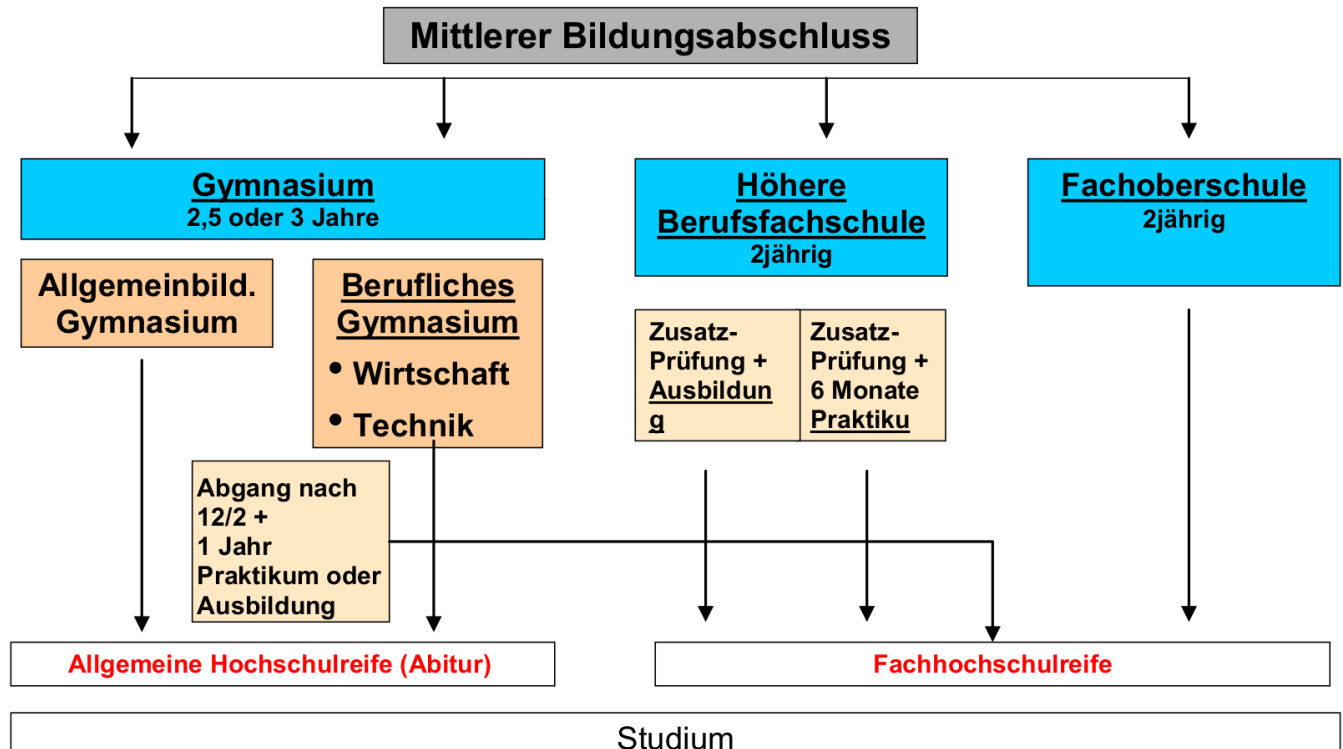 Mittlerer Bildungsabschluss
Gymnasium
2,5 oder 3 Jahre
Höhere
Berufsfachschule
2jährig
Fachoberschule
2jährig
Allgemeinbild.
Gymnasium
Berufliches
Gymnasium
• Wirtschaft
• Technik
Zusatz-
Prüfung +
Ausbildun
g
Zusatz-
Prüfung +
6 Monate
Praktiku
Abgang nach
12/2 +
1 Jahr
Praktikum oder
Ausbildung
Allgemeine Hochschulreife (Abitur)
Fachhochschulreife
Studium